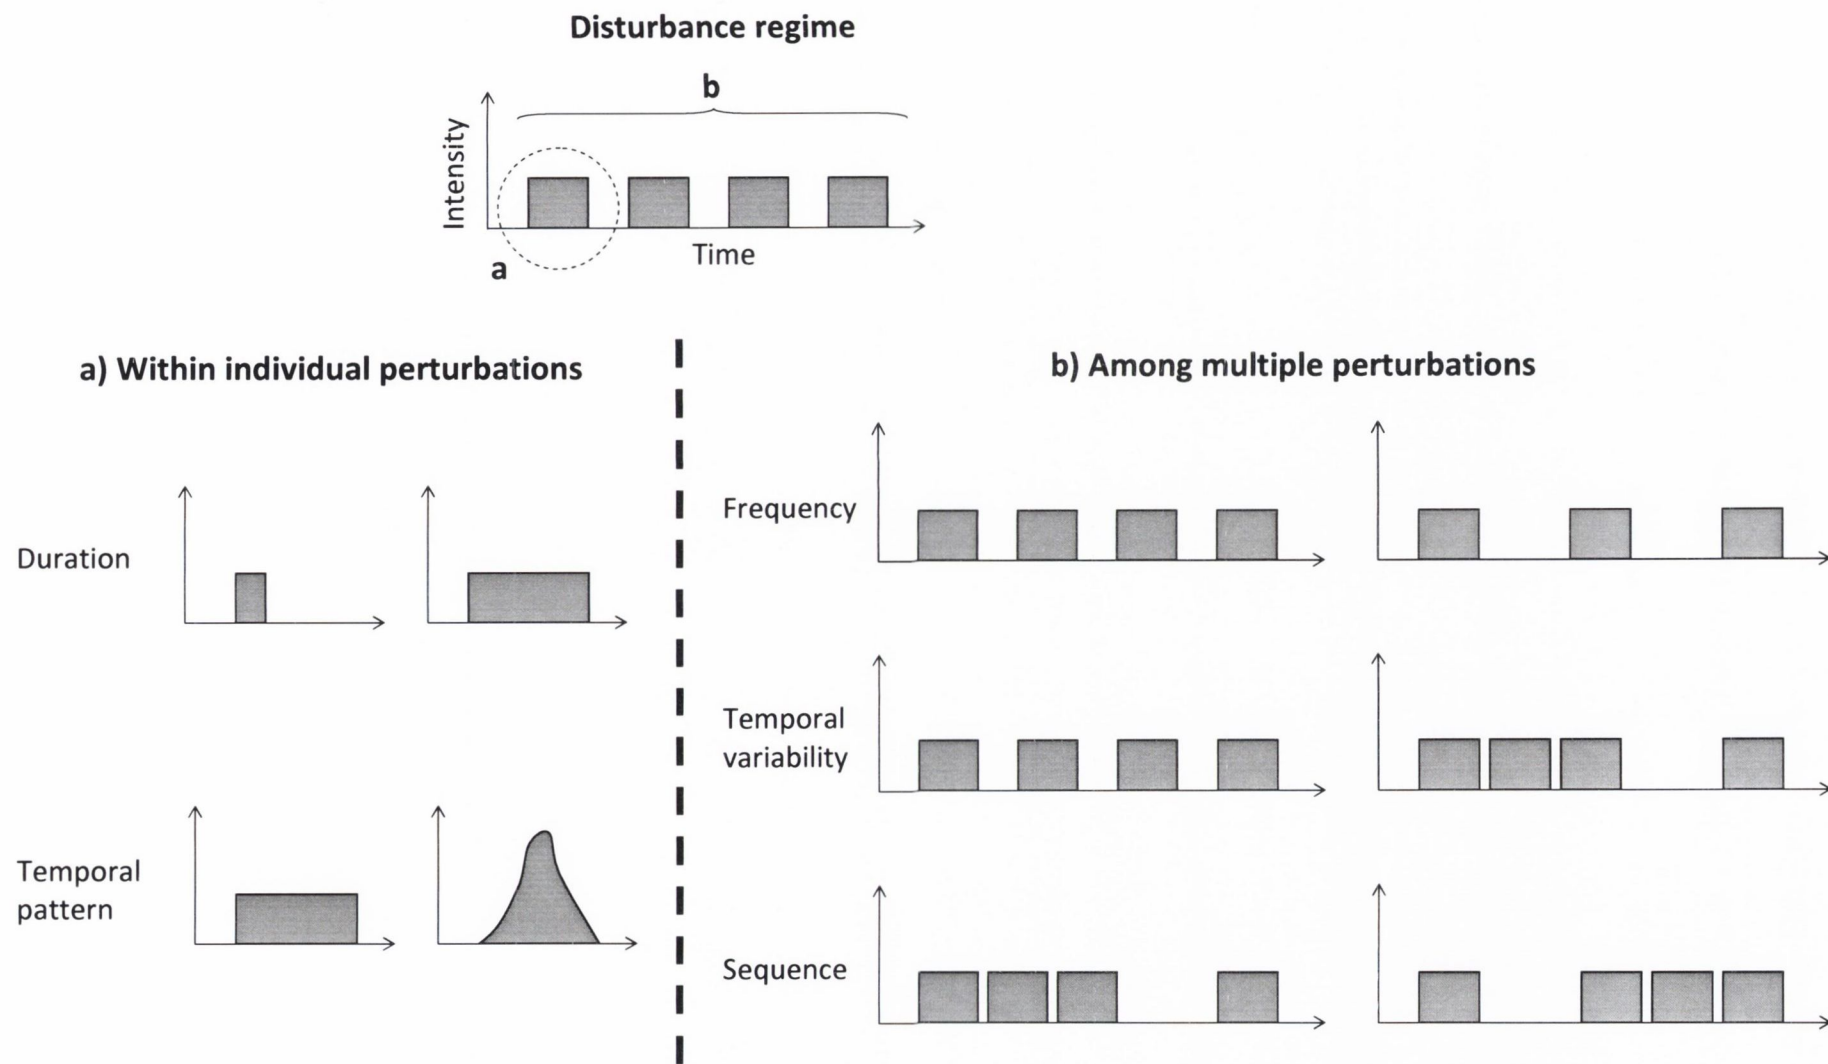 Disturbance regime
b
Intensity
a
Time
a) Within individual perturbations
b) Among multiple perturbations
Duration
Temporal
pattern
Frequency
Temporal
variability
Sequence